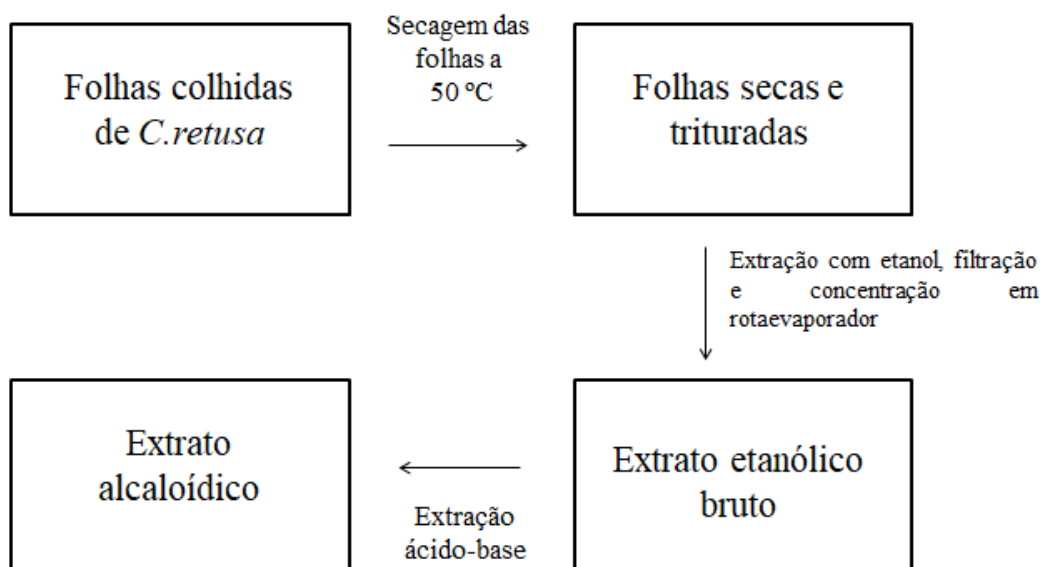 Folhas colhidas
de C.retusa
Secagem das
folhas a
50 ºC
Folhas secas e
trituradas
Extração com etanol, filtração
e concentração em
rotaevaporador
Extrato etanólico
bruto
Extração
ácido-base
Extrato
alcaloídico